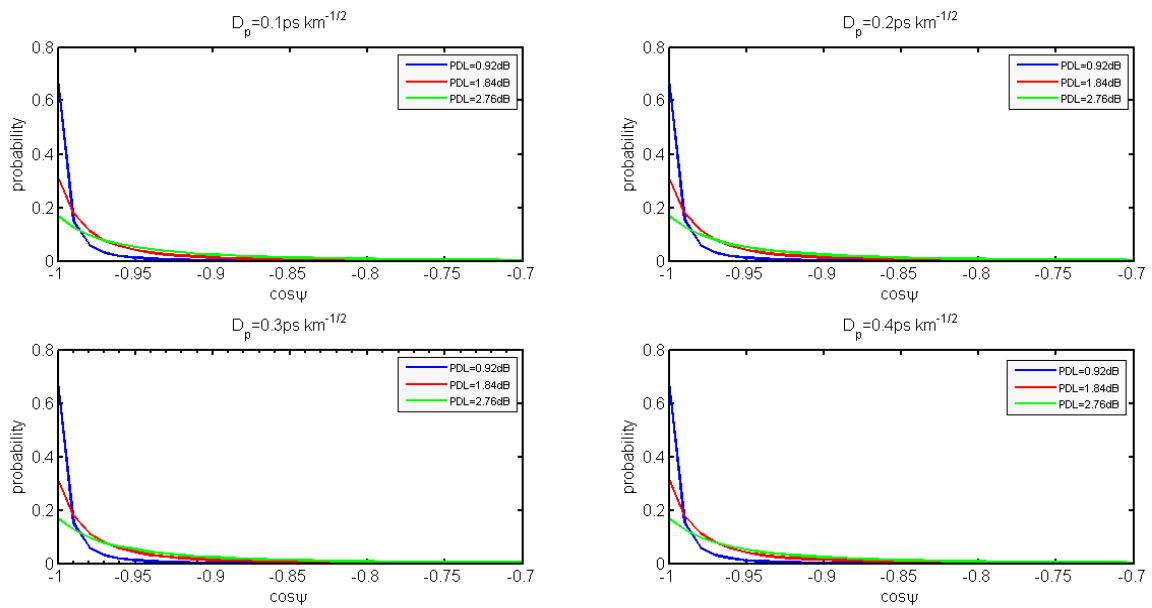 D_p=0.1ps km^-1/2
0.8
0.6
0.4
0.2
0
probability
PDL=0.92dB
PDL=1.84dB
PDL=2.76dB
-1 -0.95 -0.9 -0.85 -0.8 -0.75 -0.7
cosψ
D_p=0.2ps km^-1/2
0.8
0.6
0.4
0.2
0
probability
PDL=0.92dB
PDL=1.84dB
PDL=2.76dB
-1 -0.95 -0.9 -0.85 -0.8 -0.75 -0.7
cosψ
D_p=0.3ps km^-1/2
0.8
0.6
0.4
0.2
0
probability
PDL=0.92dB
PDL=1.84dB
PDL=2.76dB
-1 -0.95 -0.9 -0.85 -0.8 -0.75 -0.7
cosψ
D_p=0.4ps km^-1/2
0.8
0.6
0.4
0.2
0
probability
PDL=0.92dB
PDL=1.84dB
PDL=2.76dB
-1 -0.95 -0.9 -0.85 -0.8 -0.75 -0.7
cosψ